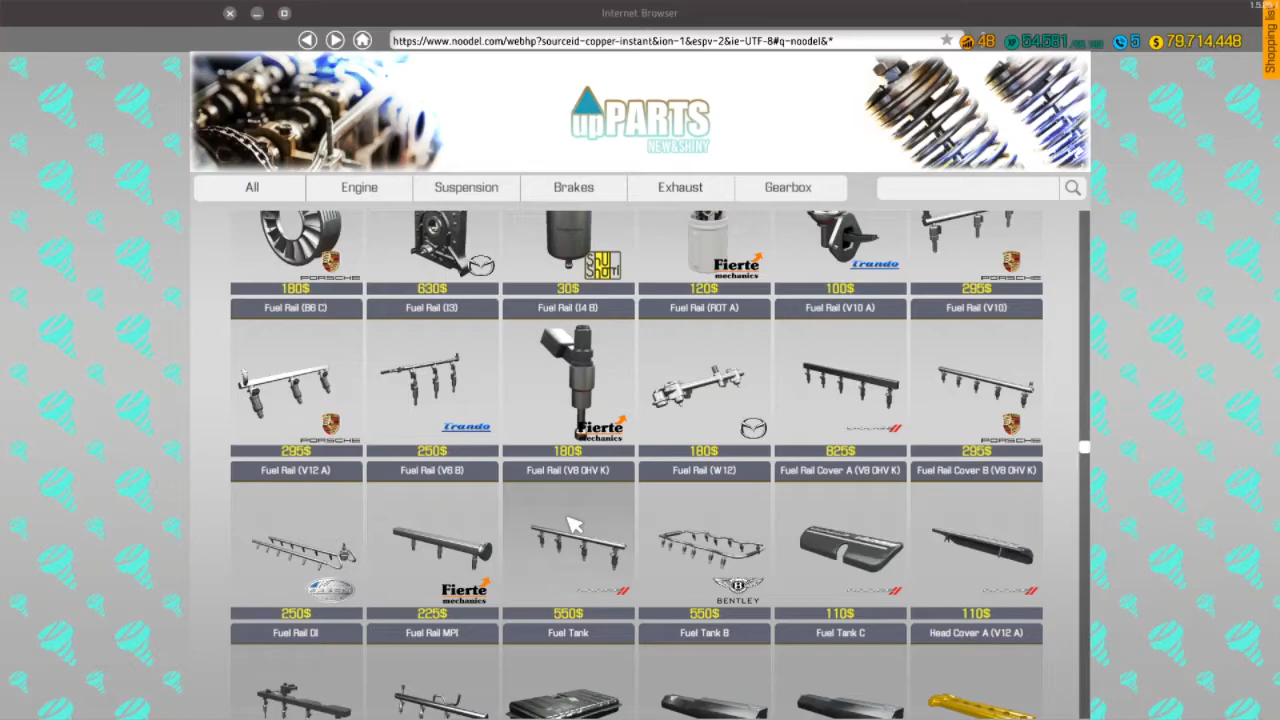 Internet Browser
1.5.25
https://www.noodel.com/webhp?sourceid-copper-instant&ion-1&espv-2&ie-UTF-8#q-noodel&*
48
54.581
5
79,714,448
Shopping list
upPARTS
NEW&SHINY
All Engine Suspension Brakes Exhaust Gearbox
PORSCHE Shut Fierte mechanics Trando PORSCHE
180$ 630$ 30$ 120$ 100$ 295$
Fuel Rail (B6 C) Fuel Rail (I3) Fuel Rail (I4 B) Fuel Rail (ROT A) Fuel Rail (V10 A) Fuel Rail (V10)
PORSCHE Trando Fierte mechanics PORSCHE
295$ 250$ 180$ 180$ 825$ 295$
Fuel Rail (V12 A) Fuel Rail (V6 B) Fuel Rail (V8 OHV K) Fuel Rail (W12) Fuel Rail Cover A (V8 OHV K) Fuel Rail Cover B (V8 OHV K)
Fierte mechanics BENTLEY
250$ 225$ 550$ 550$ 110$ 110$
Fuel Rail DI Fuel Rail MPI Fuel Tank Fuel Tank B Fuel Tank C Head Cover A (V12 A)